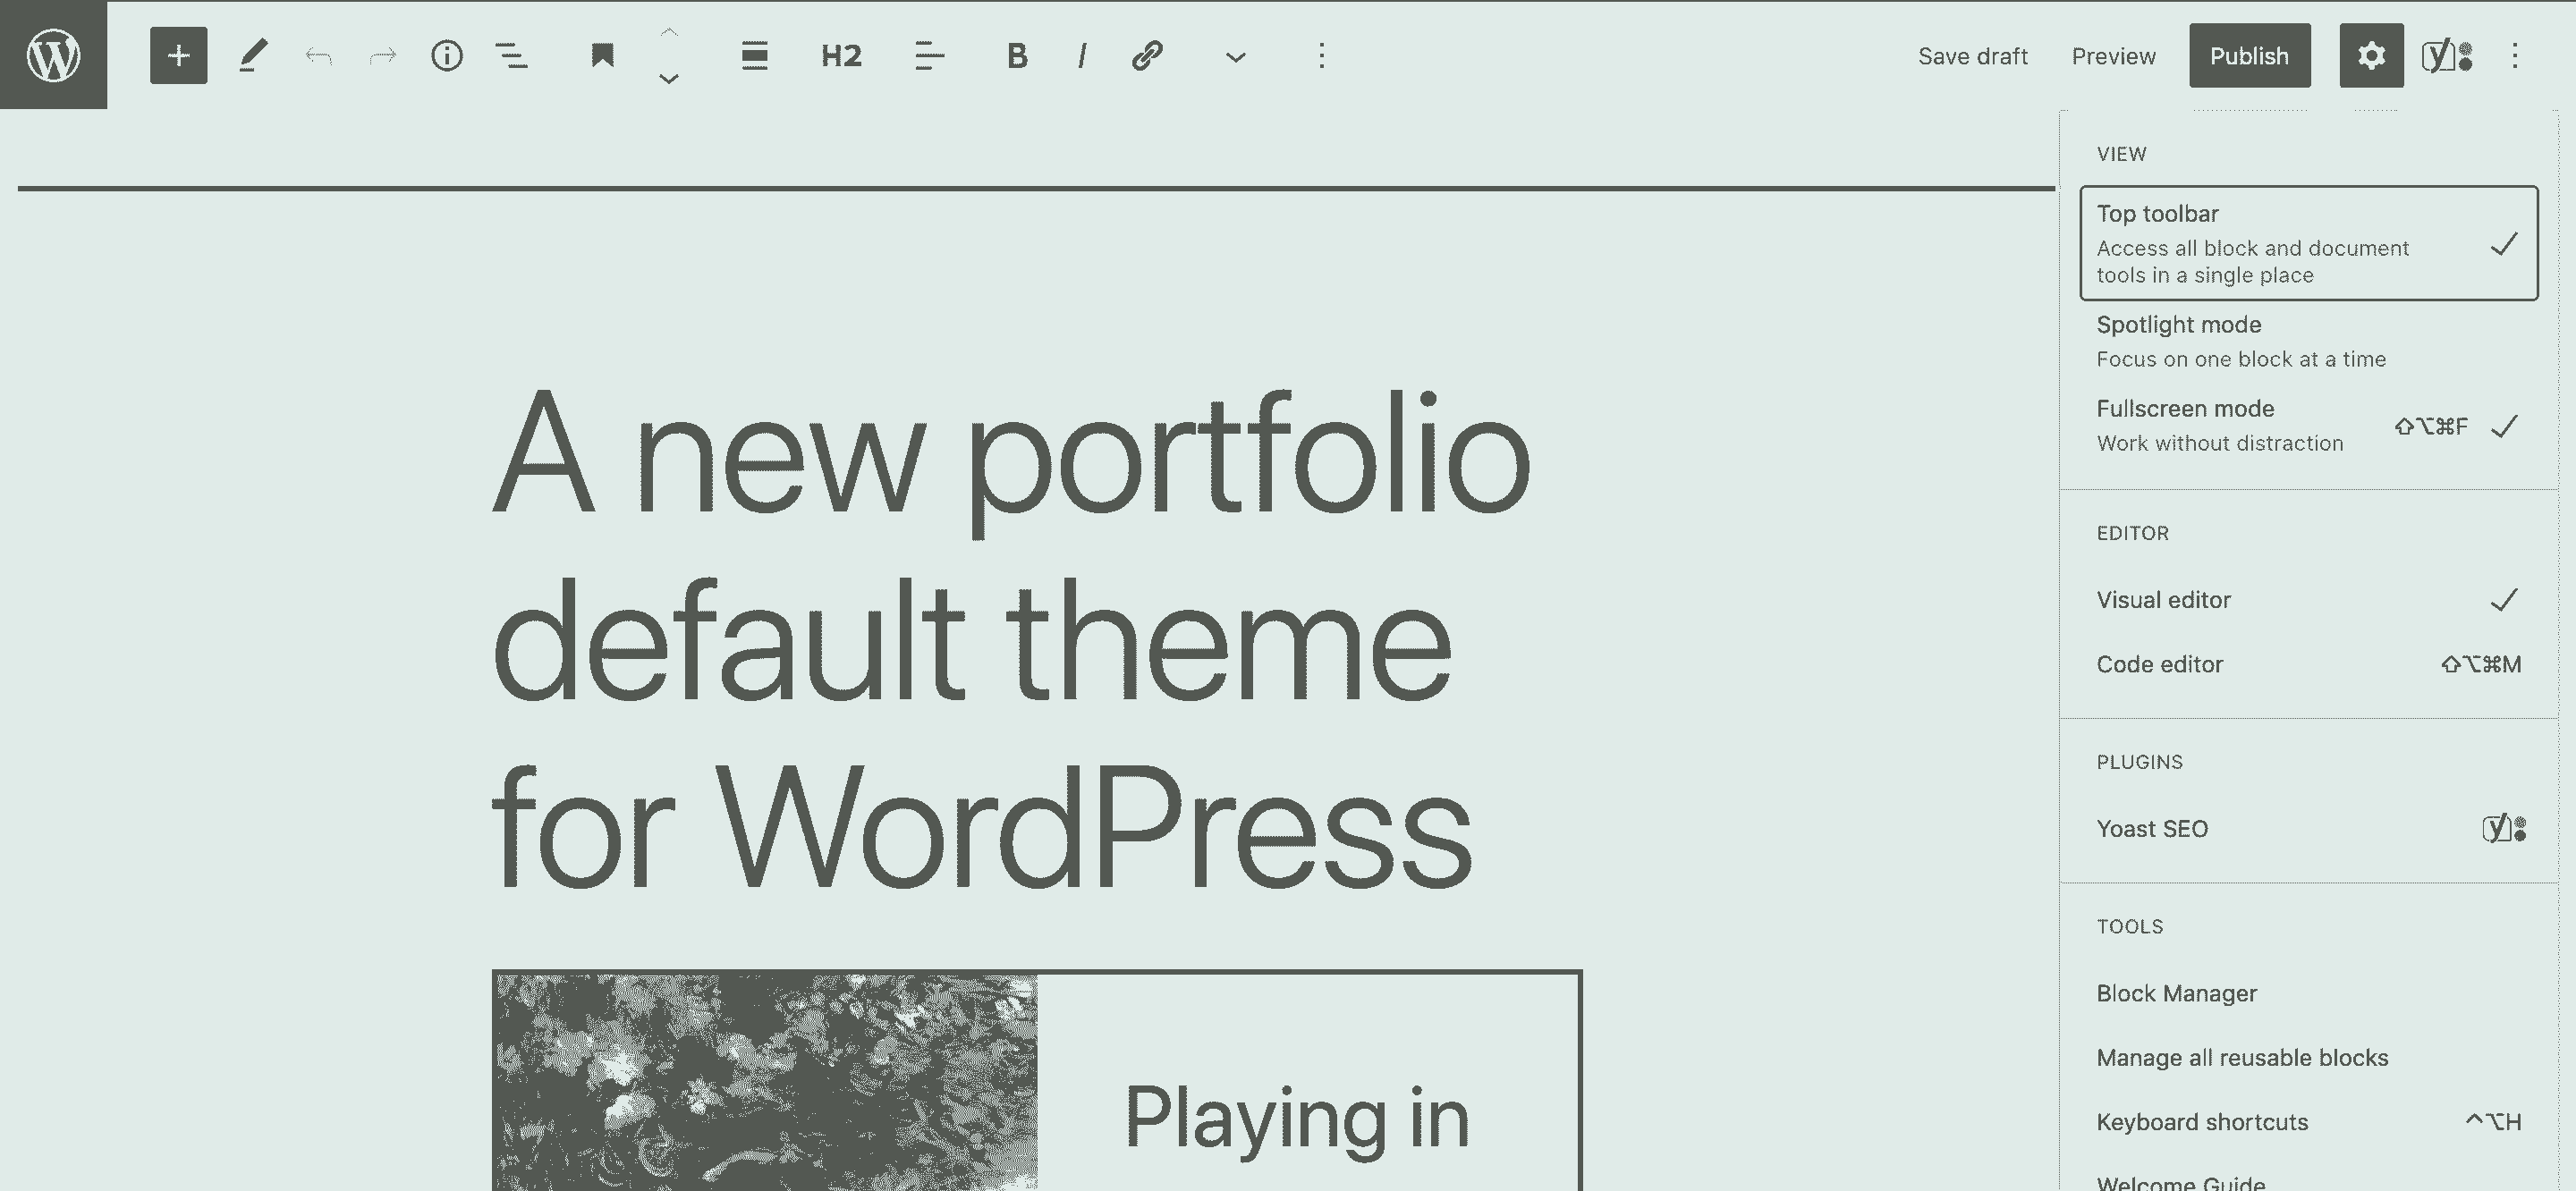 H2
B
I
Save draft
Preview
Publish
VIEW
Top toolbar
Access all block and document
tools in a single place
Spotlight mode
Focus on one block at a time
Fullscreen mode
⇧⌥⌘F
Work without distraction
EDITOR
Visual editor
Code editor
⇧⌥⌘M
PLUGINS
Yoast SEO
TOOLS
Block Manager
Manage all reusable blocks
Keyboard shortcuts
^⌥H
Welcome Guide
A new portfolio
default theme
for WordPress
Playing in